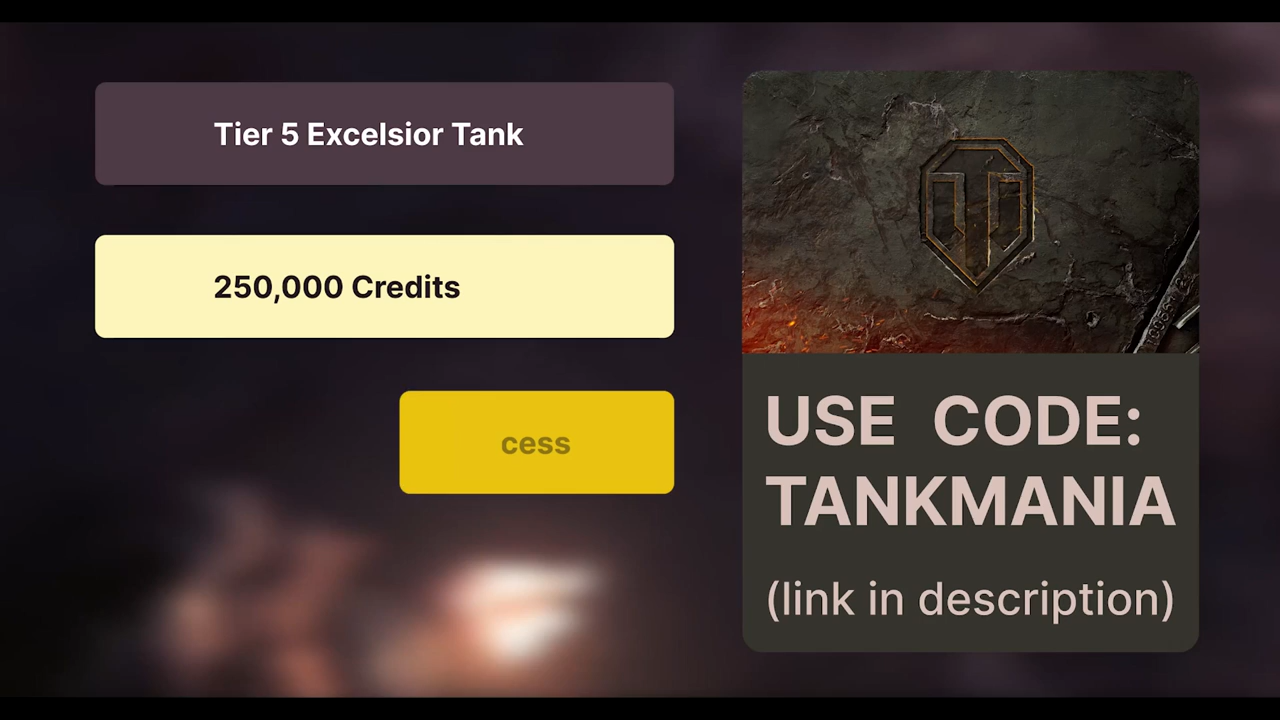 Tier 5 Excelsior Tank
250,000 Credits
cess
USE CODE:
TANKMANIA
(link in description)